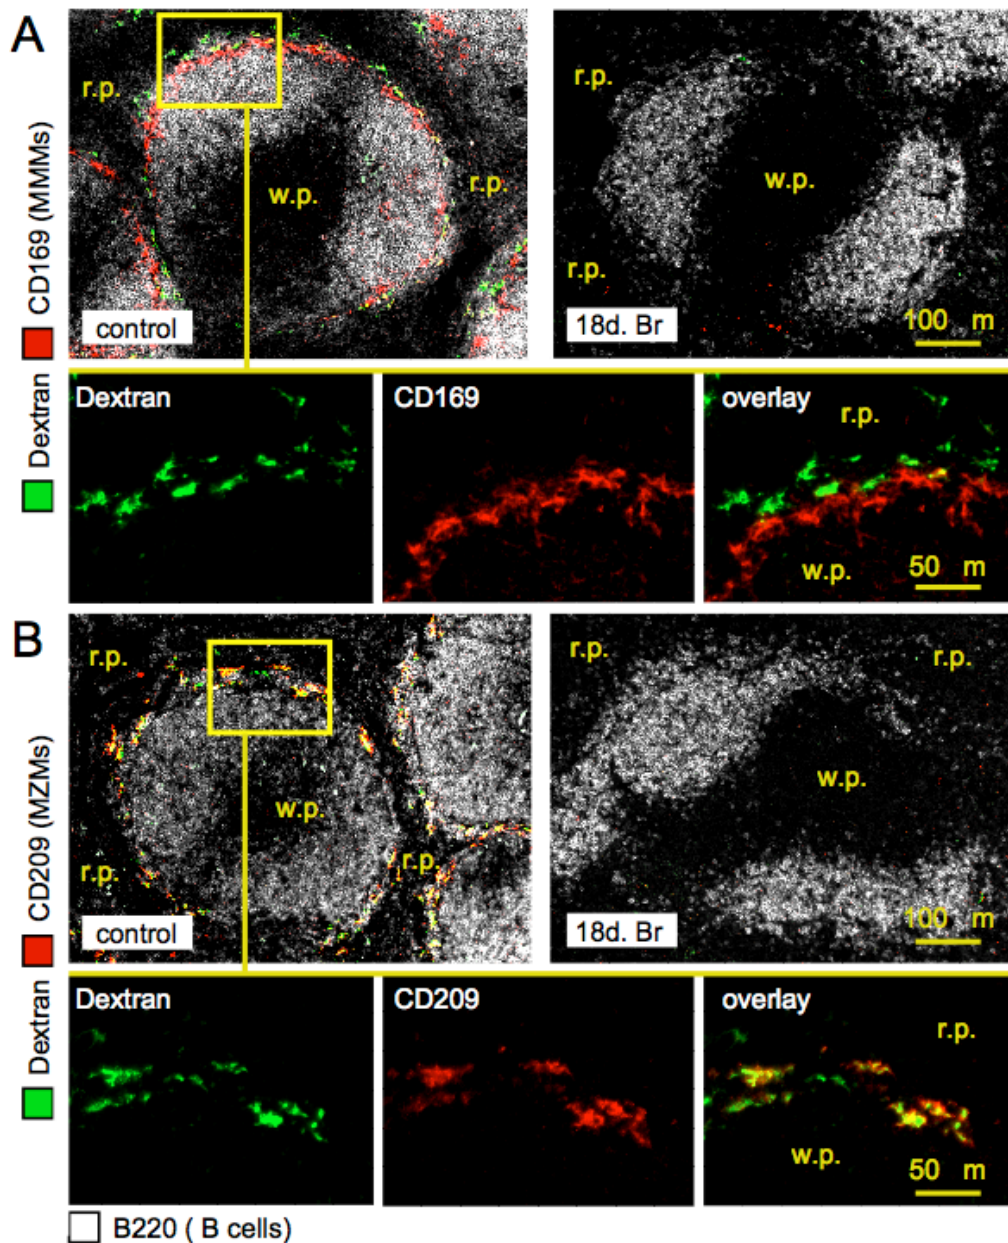 A
r.p.
w.p.
r.p.
control
r.p.
w.p.
18d. Br
100 m
CD169 (MMMs)
Dextran
Dextran
CD169
overlay
r.p.
w.p.
50 m
B
r.p.
w.p.
r.p.
r.p.
control
r.p.
r.p.
w.p.
18d. Br
100 m
CD209 (MZMs)
Dextran
Dextran
CD209
overlay
r.p.
w.p.
50 m
B220 ( B cells)